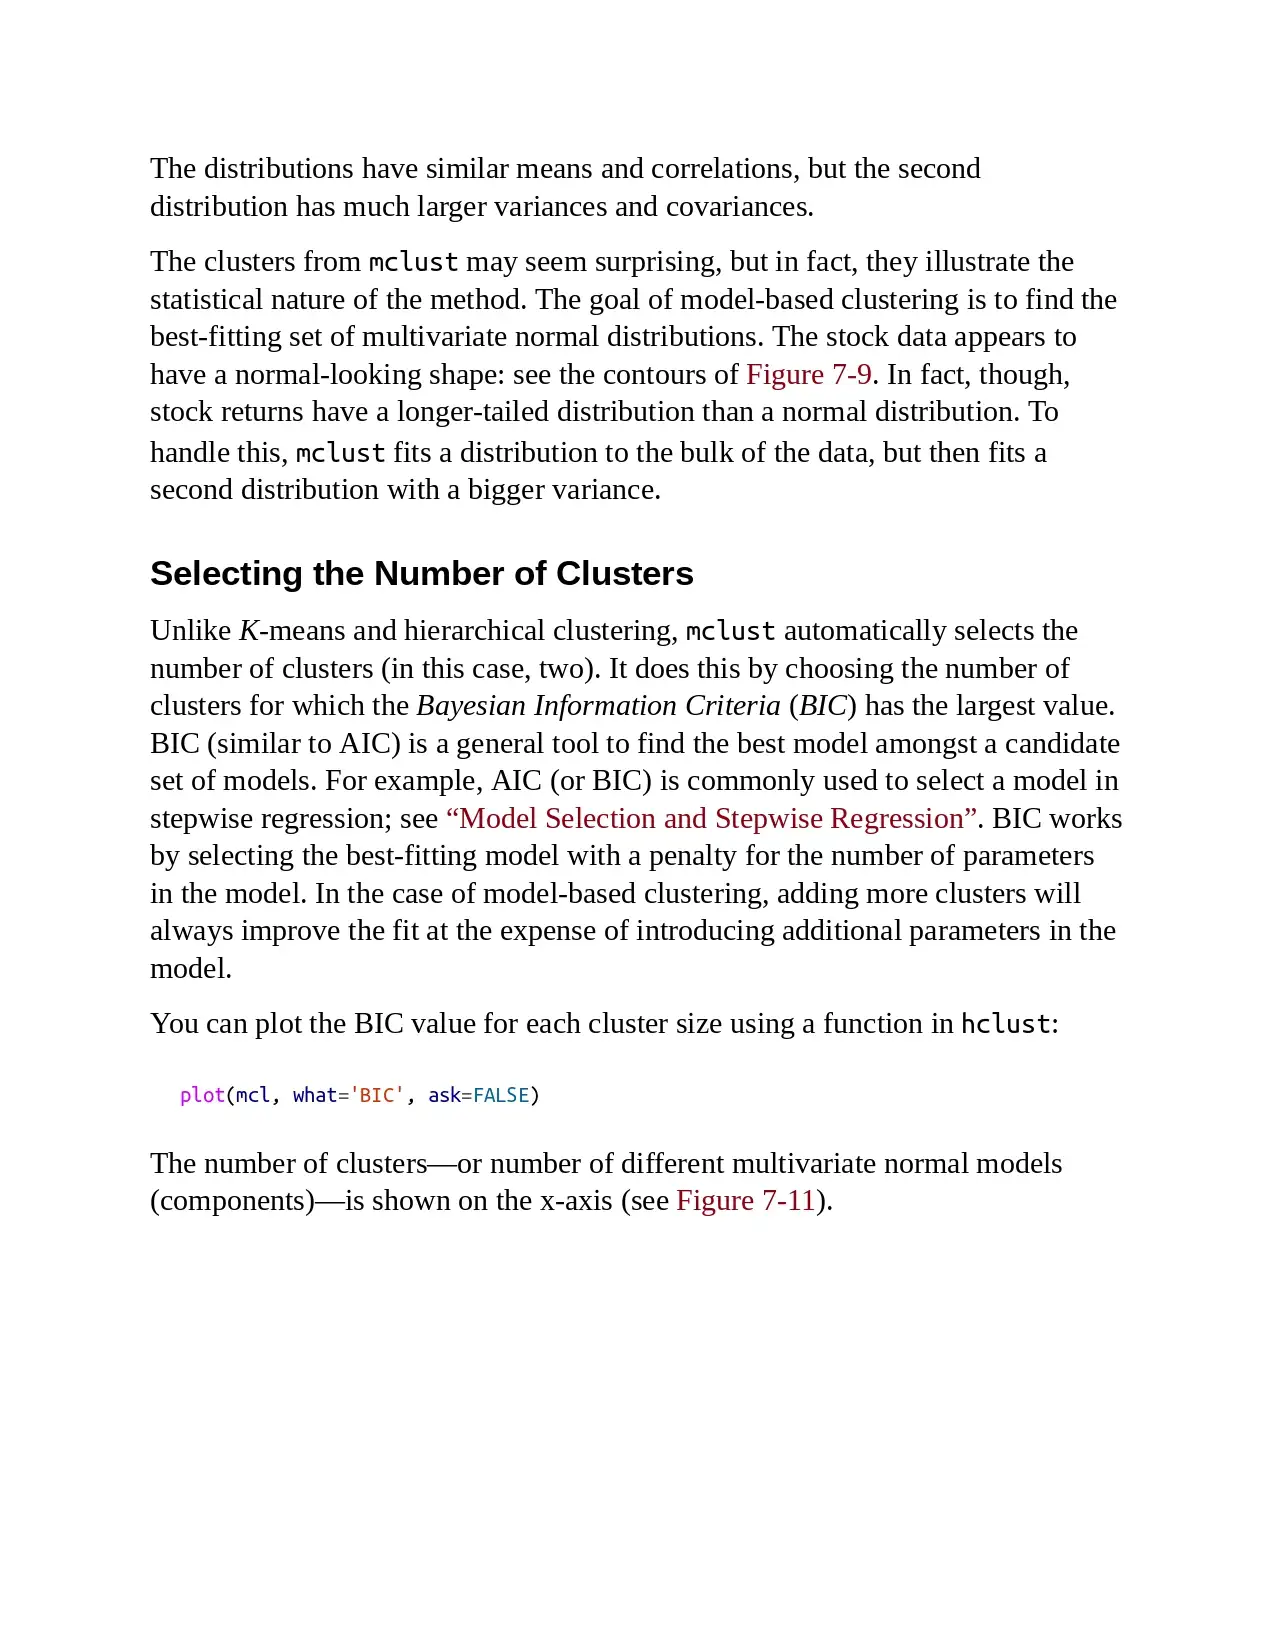 The distributions have similar means and correlations, but the second
distribution has much larger variances and covariances.
The clusters from mclust may seem surprising, but in fact, they illustrate the
statistical nature of the method. The goal of model-based clustering is to find the
best-fitting set of multivariate normal distributions. The stock data appears to
have a normal-looking shape: see the contours of Figure 7-9. In fact, though,
stock returns have a longer-tailed distribution than a normal distribution. To
handle this, mclust fits a distribution to the bulk of the data, but then fits a
second distribution with a bigger variance.
Selecting the Number of Clusters
Unlike K-means and hierarchical clustering, mclust automatically selects the
number of clusters (in this case, two). It does this by choosing the number of
clusters for which the Bayesian Information Criteria (BIC) has the largest value.
BIC (similar to AIC) is a general tool to find the best model amongst a candidate
set of models. For example, AIC (or BIC) is commonly used to select a model in
stepwise regression; see “Model Selection and Stepwise Regression”. BIC works
by selecting the best-fitting model with a penalty for the number of parameters
in the model. In the case of model-based clustering, adding more clusters will
always improve the fit at the expense of introducing additional parameters in the
model.
You can plot the BIC value for each cluster size using a function in hclust:
plot(mcl, what='BIC', ask=FALSE)
The number of clusters—or number of different multivariate normal models
(components)—is shown on the x-axis (see Figure 7-11).